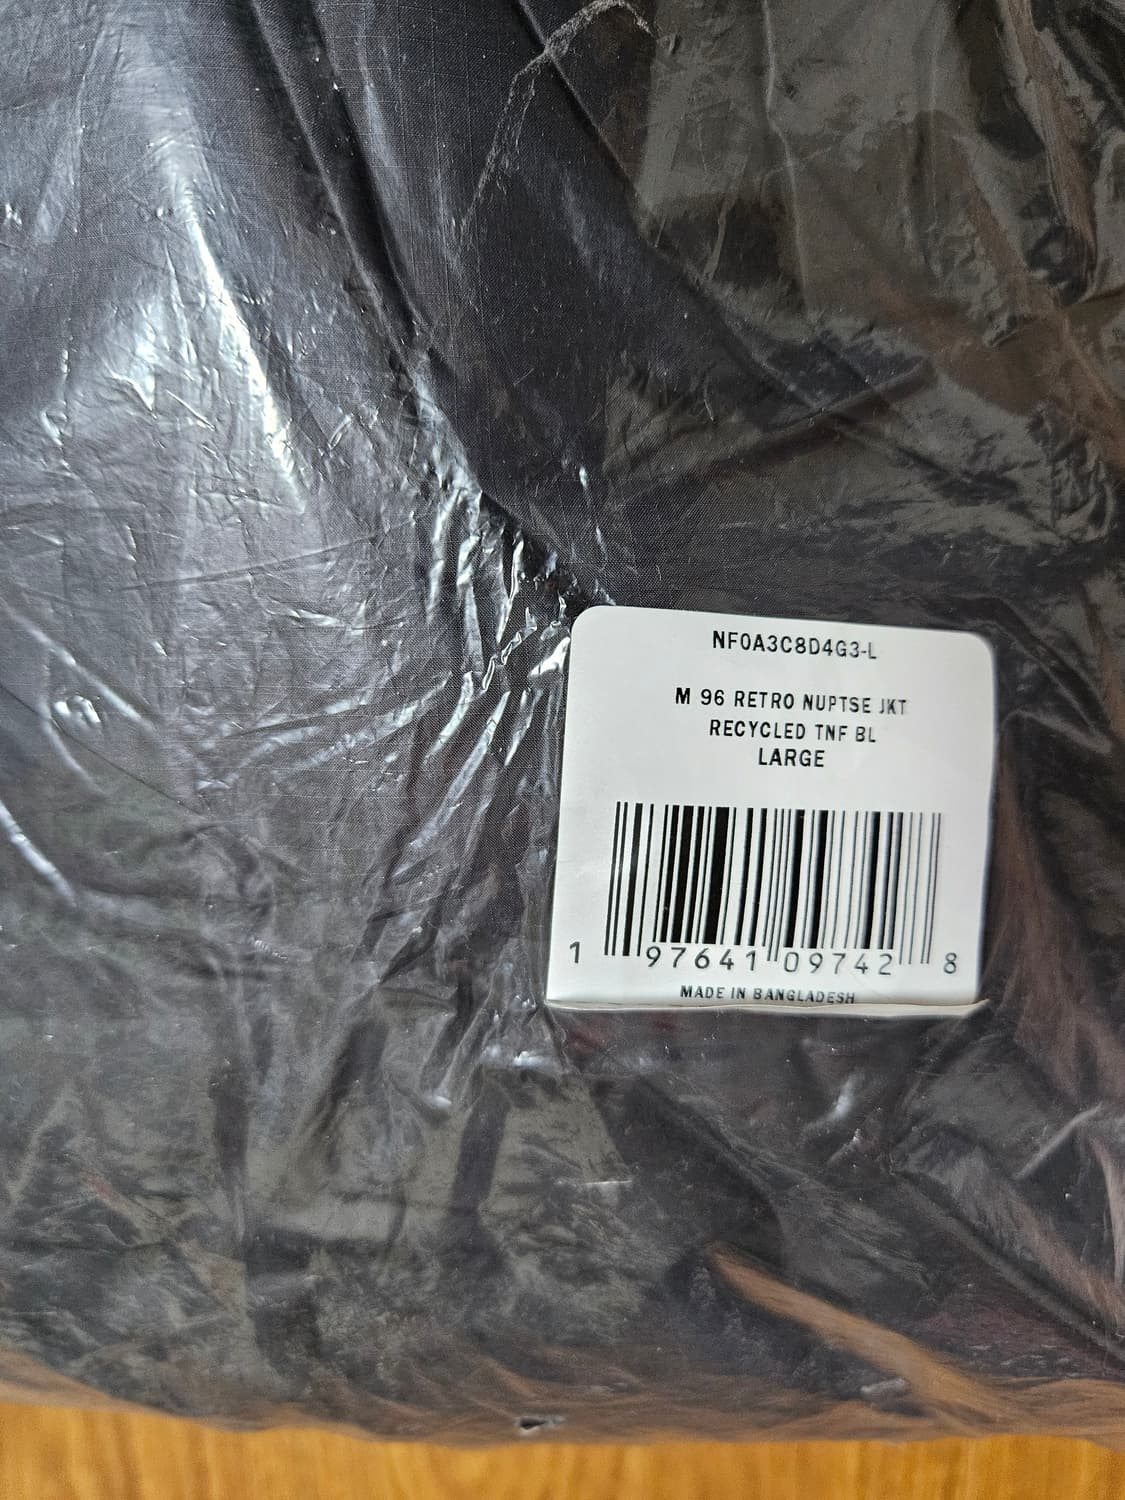 NF0A3C8D4G3-L
M 96 RETRO NUPTSE JKT
RECYCLED TNF BL
LARGE
1 97641 09742 8
MADE IN BANGLADESH